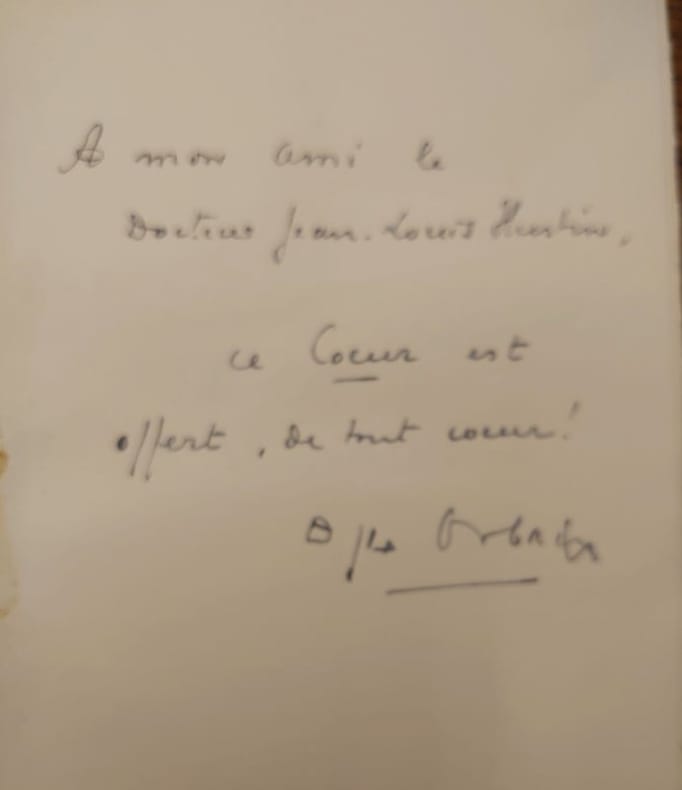 A mon ami le
Docteur Jean-Louis
ce Coeur est
offert, de tout coeur!